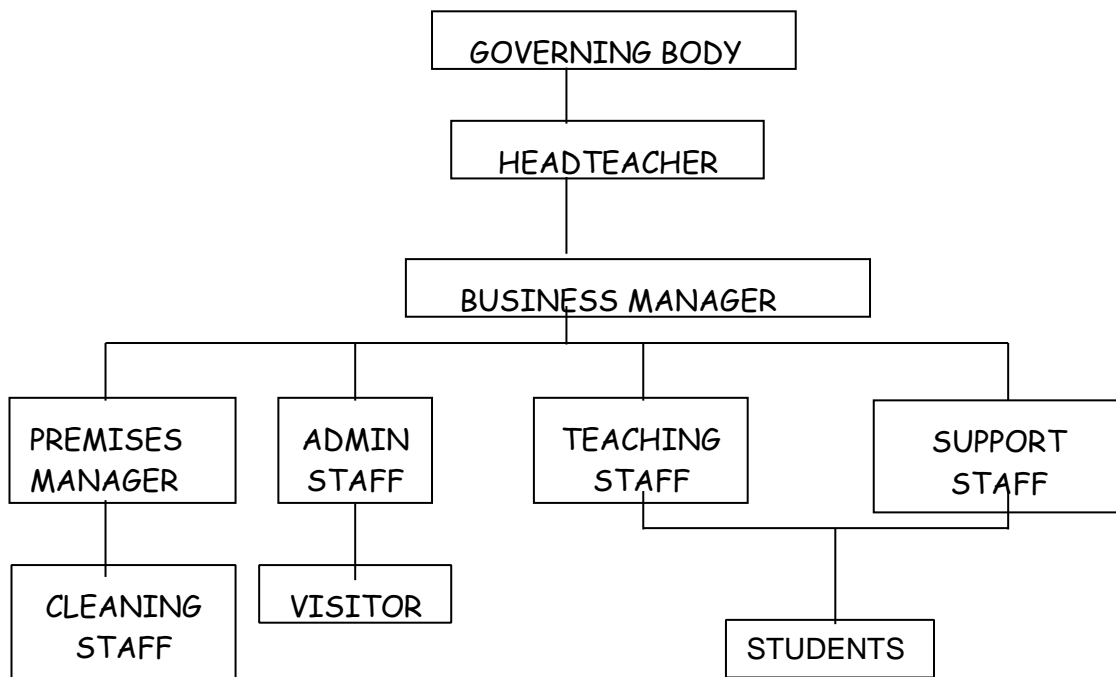 GOVERNING BODY
HEADTEACHER
BUSINESS MANAGER
PREMISES
MANAGER
ADMIN
STAFF
TEACHING
STAFF
SUPPORT
STAFF
CLEANING
STAFF
VISITOR
STUDENTS